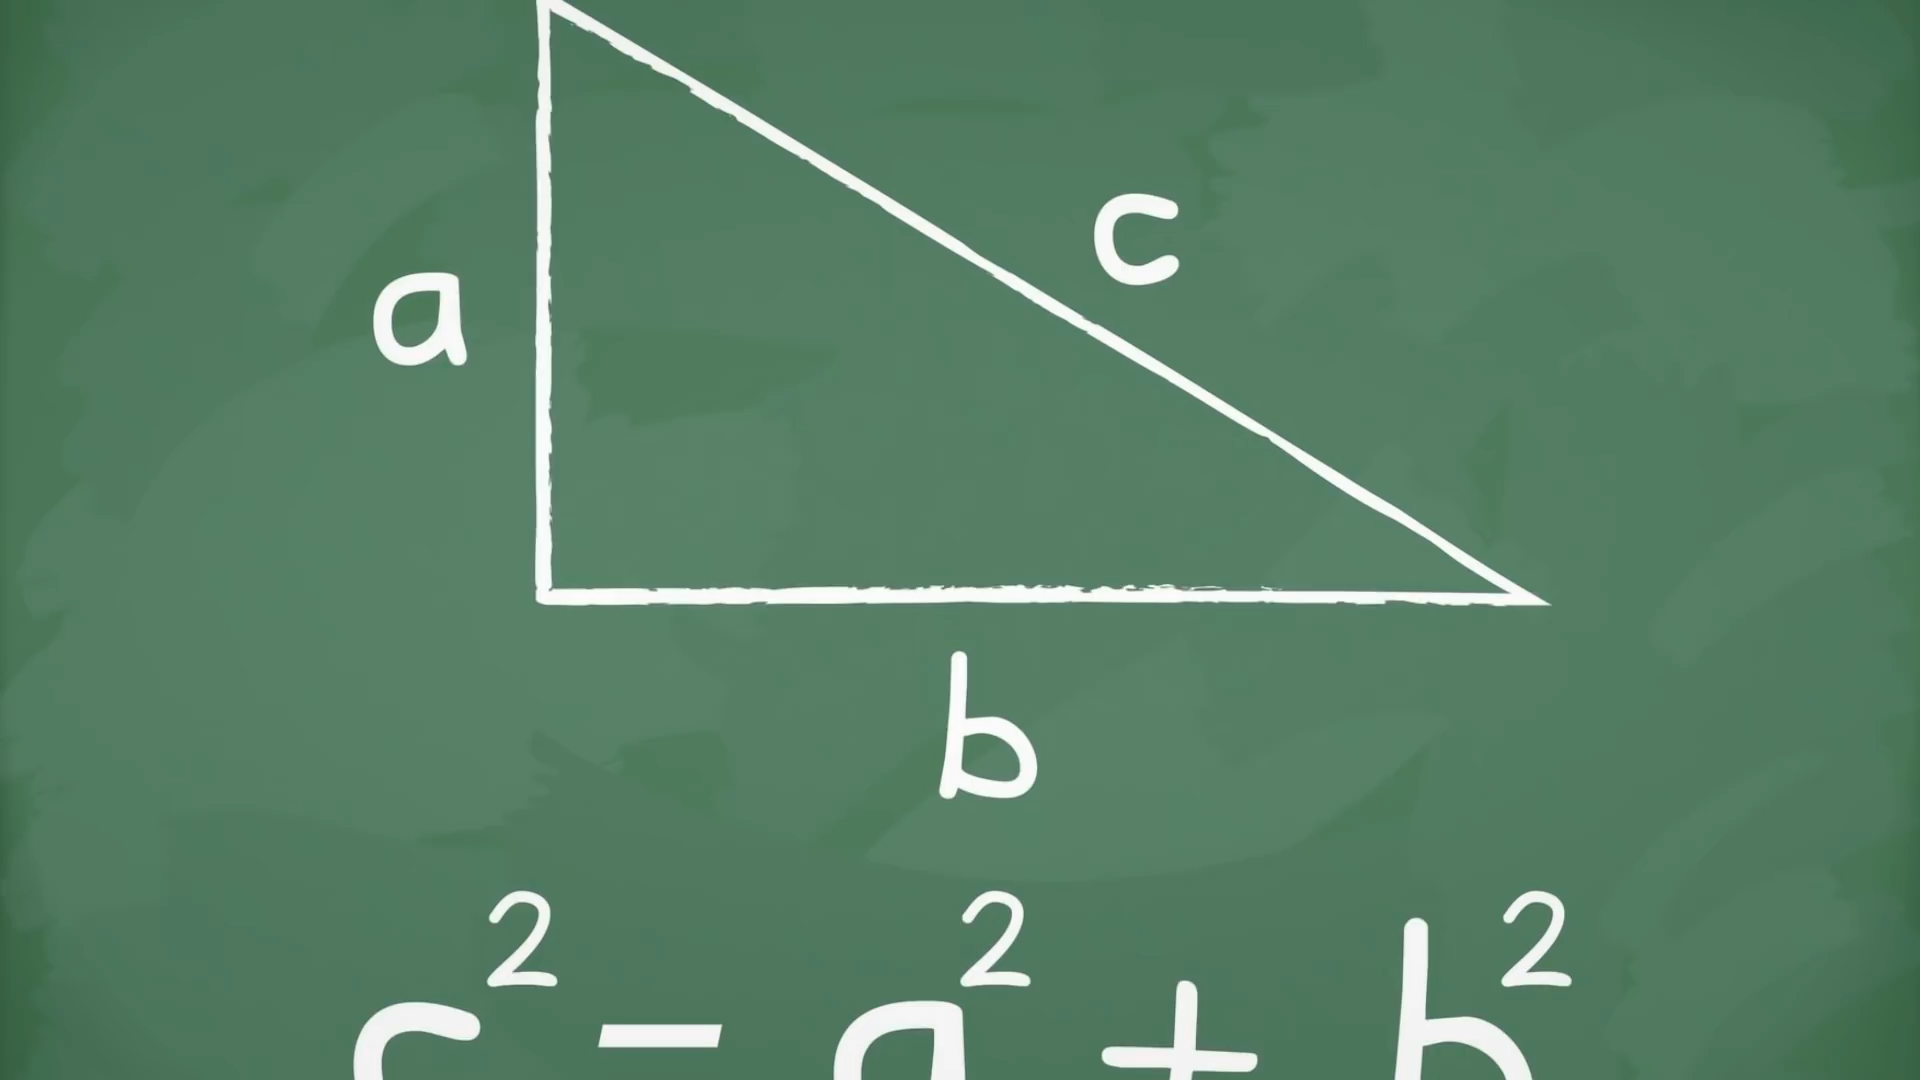 c
a
b
c² = a² + b²